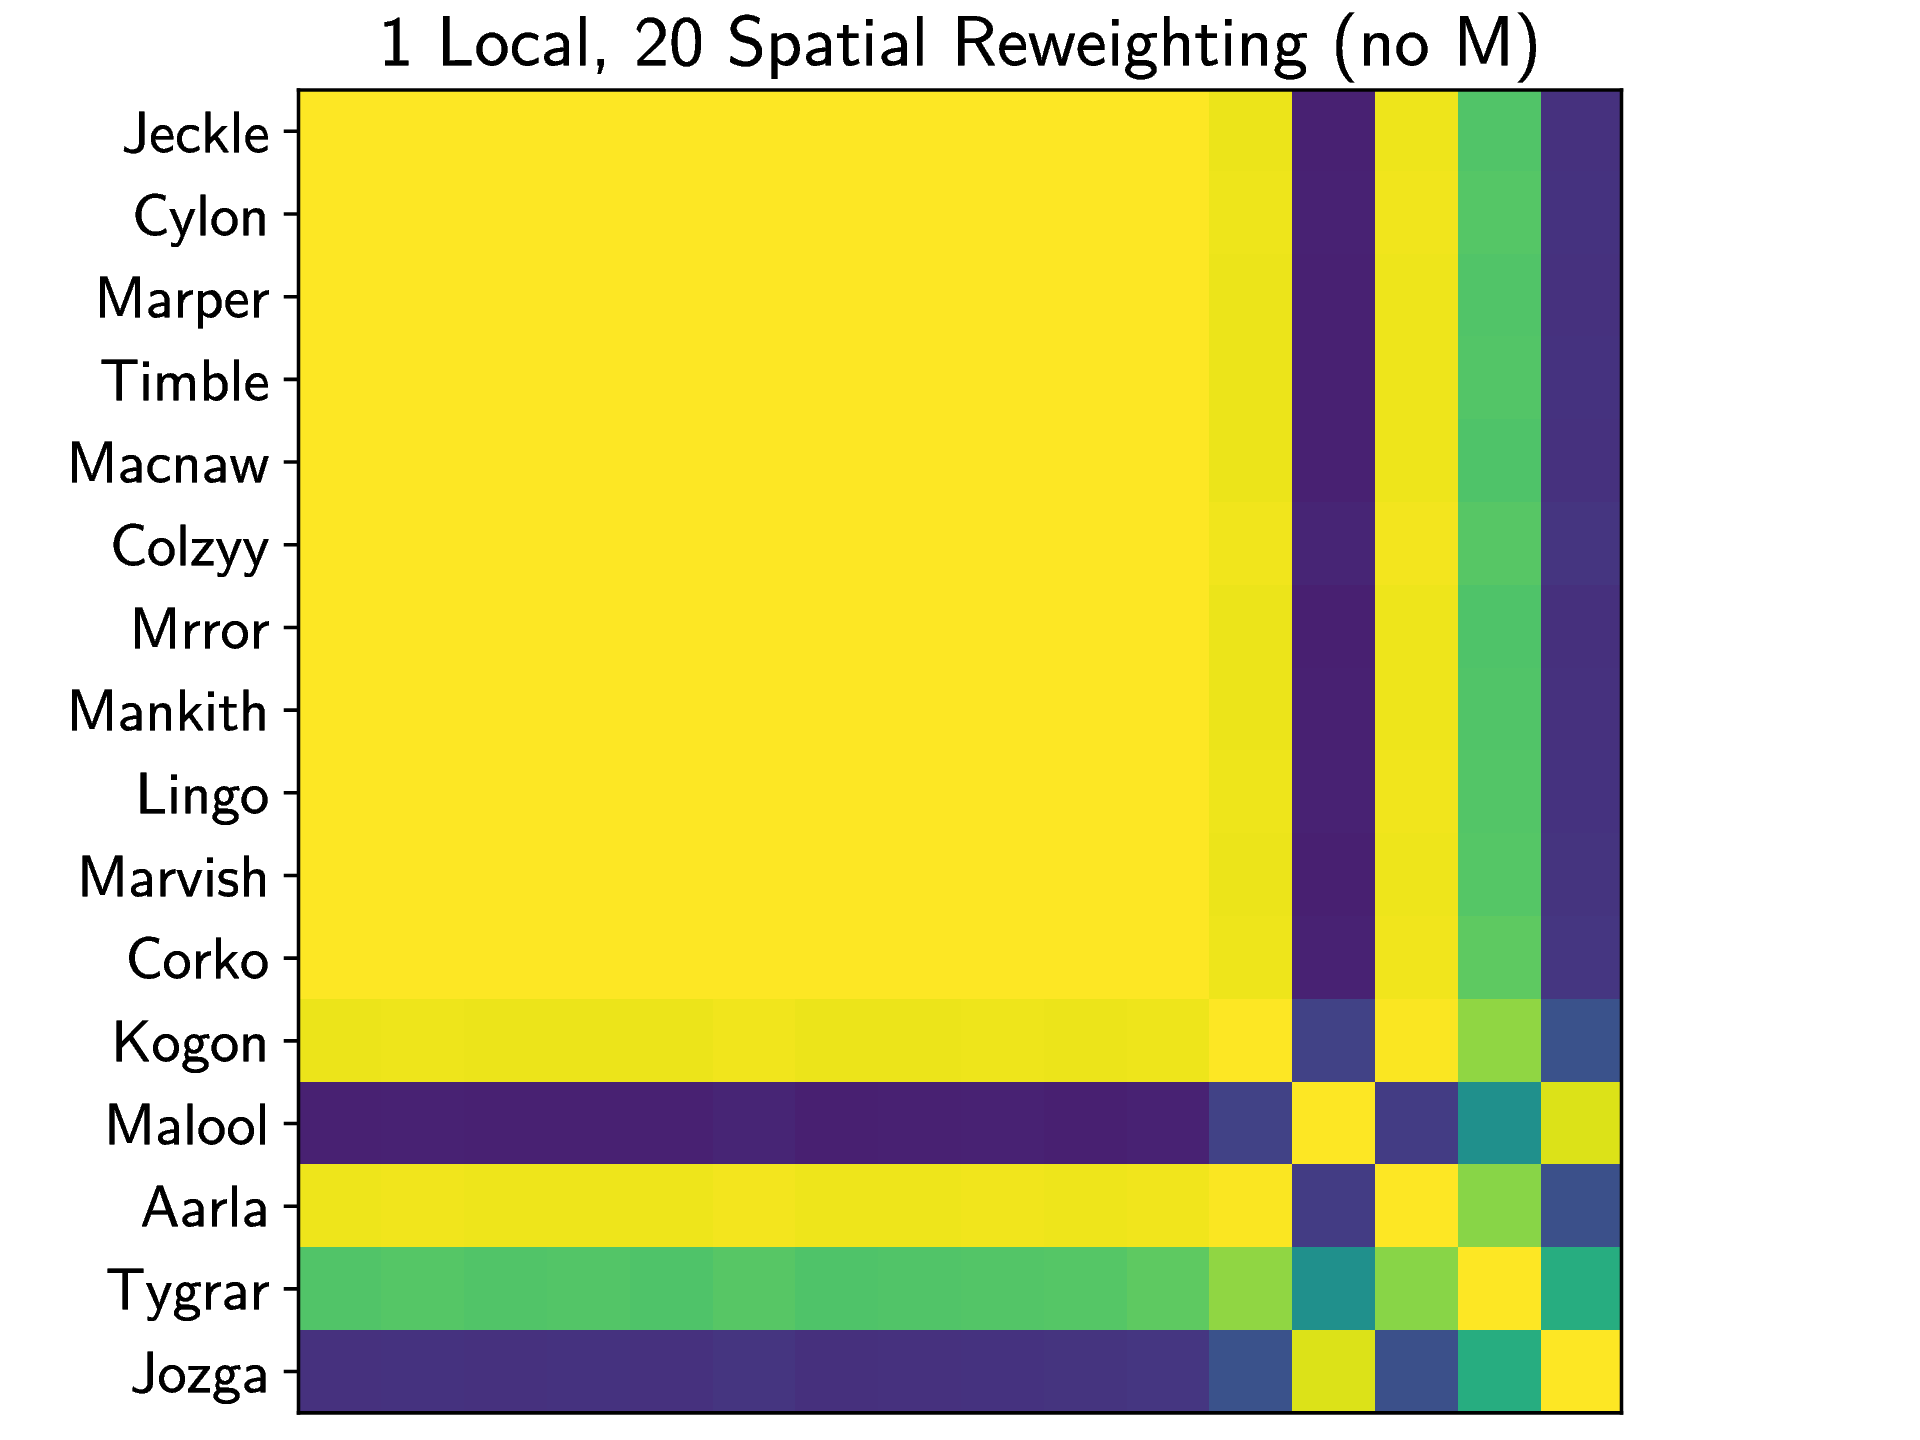 1 Local, 20 Spatial Reweighting (no M)
Jeckle
Cylon
Marper
Timble
Macnaw
Colzyy
Mrror
Mankith
Lingo
Marvish
Corko
Kogon
Malool
Aarla
Tygrar
Jozga